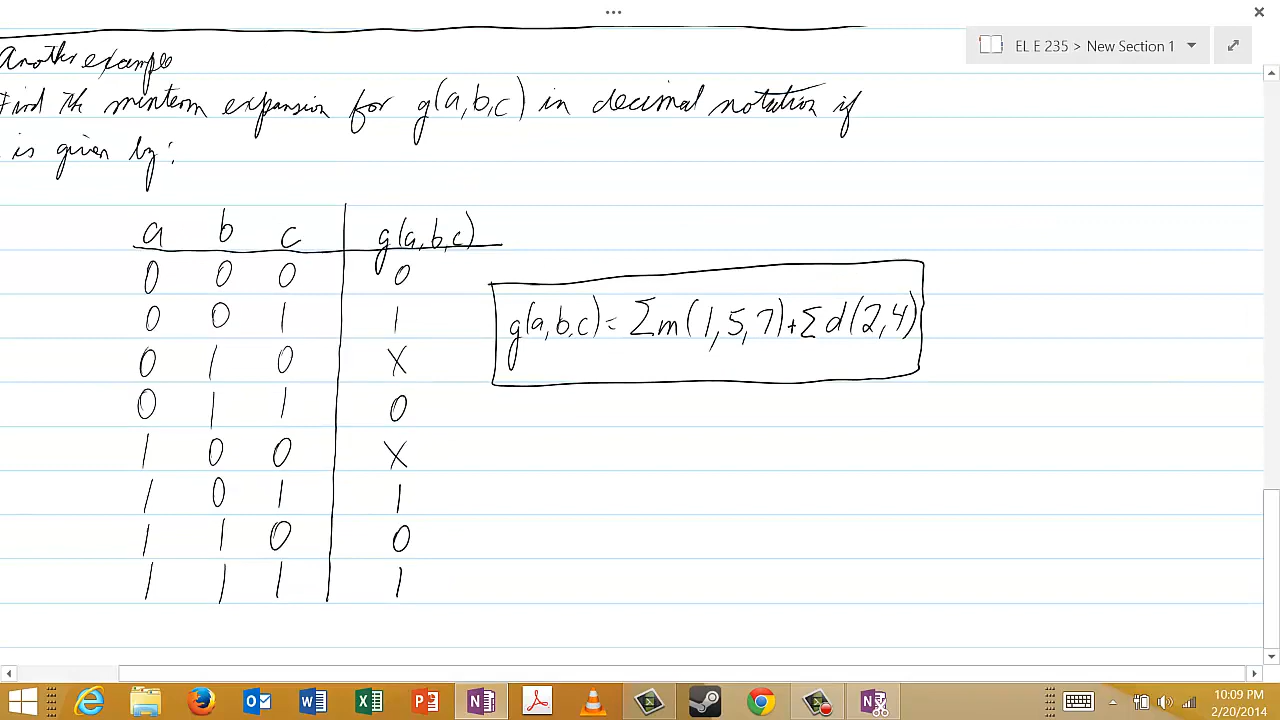 EL E 235 > New Section 1
Another example
Find the minterm expansion for g(a,b,c) in decimal notation if
is given by:
a b c g(a,b,c)
0 0 0 0
0 0 1 1
0 1 0 X
0 1 1 0
1 0 0 X
1 0 1 1
1 1 0 0
1 1 1 1
g(a,b,c) = Σm(1,5,7)+Σd(2,4)
10:09 PM
2/20/2014